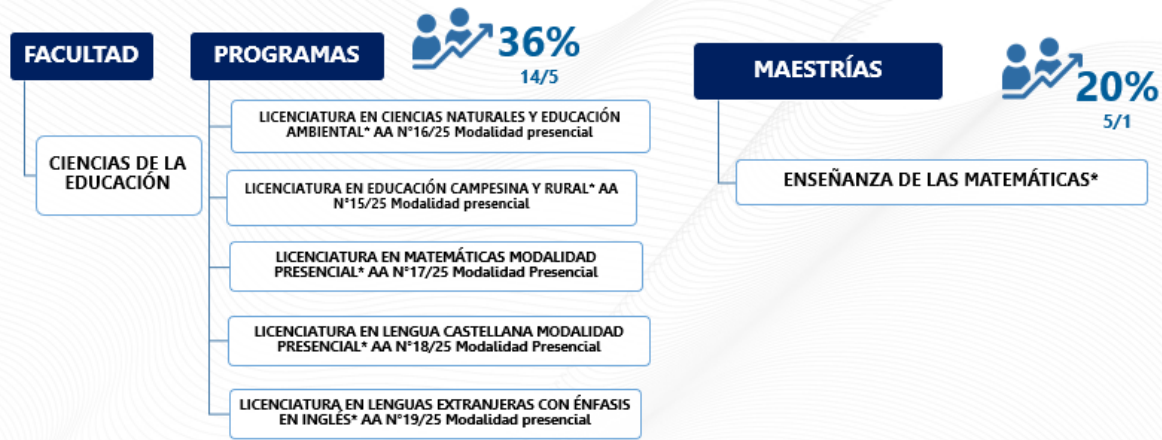 FACULTAD
CIENCIAS DE LA
EDUCACIÓN
PROGRAMAS
36%
14/5
LICENCIATURA EN CIENCIAS NATURALES Y EDUCACIÓN
AMBIENTAL* AA N°16/25 Modalidad presencial
LICENCIATURA EN EDUCACIÓN CAMPESINA Y RURAL* AA
N°15/25 Modalidad presencial
LICENCIATURA EN MATEMÁTICAS MODALIDAD
PRESENCIAL* AA N°17/25 Modalidad Presencial
LICENCIATURA EN LENGUA CASTELLANA MODALIDAD
PRESENCIAL* AA N°18/25 Modalidad Presencial
LICENCIATURA EN LENGUAS EXTRANJERAS CON ÉNFASIS
EN INGLÉS* AA N°19/25 Modalidad presencial
MAESTRÍAS
20%
5/1
ENSEÑANZA DE LAS MATEMÁTICAS*